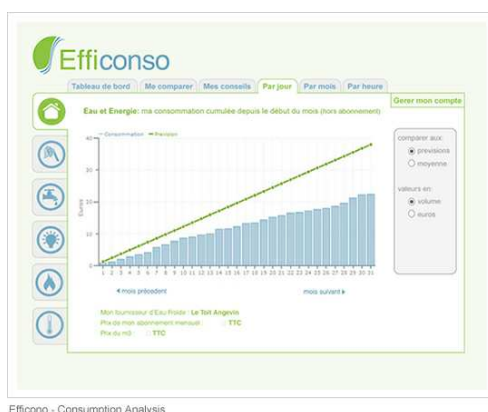 Efficonso
Tableau de bord
Me comparer
Mes conseils
Par jour
Par mois
Par heure
Gerer mon compte
Eau et Energie: ma consommation cumulée depuis le début du mois (hors abonnement)
comparer aux:
previsions
moyenne
valeurs en:
volume
euros
Consommation
Prevision
Euros
40
30
20
10
0
1 2 3 4 5 6 7 8 9 10 11 12 13 14 15 16 17 18 19 20 21 22 23 24 25 26 27 28 29 30 31
mois précedent
mois suivant
Mon fournisseur d'Eau Froide : Le Toit Angevin
Prix de mon abonnement mensuel : TTC
Prix du m3 : TTC
Efficono - Consumption Analysis